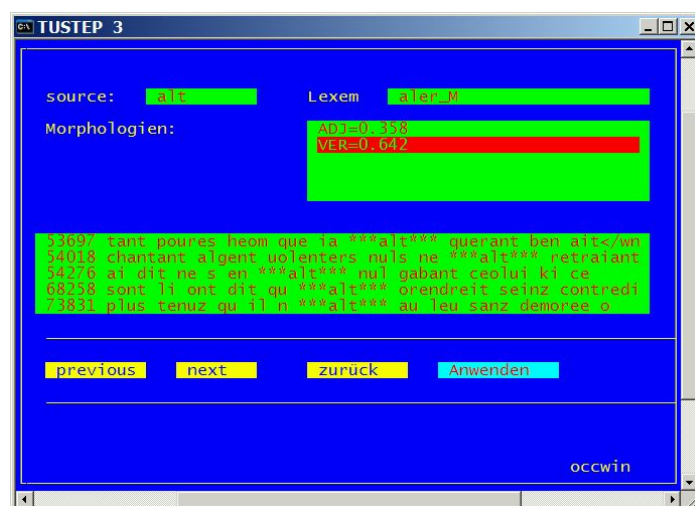 TUSTEP 3
source: alt Lexem aler_M
Morphologien: ADJ=0.358
VER=0.642
53697 tant poures heom que ia ***alt*** querant ben ait</wn
54018 chantant algent uolenters nuls ne ***alt*** retraiant
54276 ai dit ne s en ***alt*** nul gabant ceolui ki ce
68258 sont li ont dit qu ***alt*** orendreit seinz contredi
73831 plus tenuz qu il n ***alt*** au leu sanz demoree o
previous next zurück Anwenden
occwin